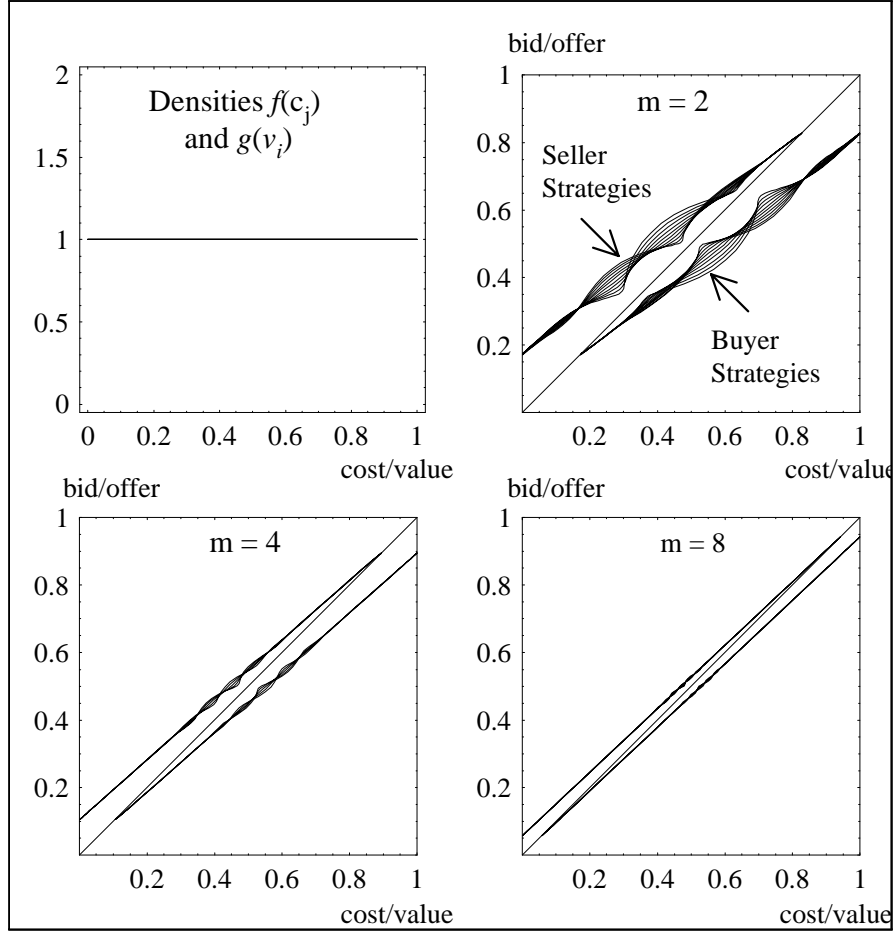 2
1.5
1
0.5
0
Densities f(c_j)
and g(v_i)
0 0.2 0.4 0.6 0.8 1
cost/value
bid/offer
1
0.8
0.6
0.4
0.2
m = 2
Seller
Strategies
Buyer
Strategies
0.2 0.4 0.6 0.8 1
cost/value
bid/offer
1
0.8
0.6
0.4
0.2
m = 4
0.2 0.4 0.6 0.8 1
cost/value
bid/offer
1
0.8
0.6
0.4
0.2
m = 8
0.2 0.4 0.6 0.8 1
cost/value